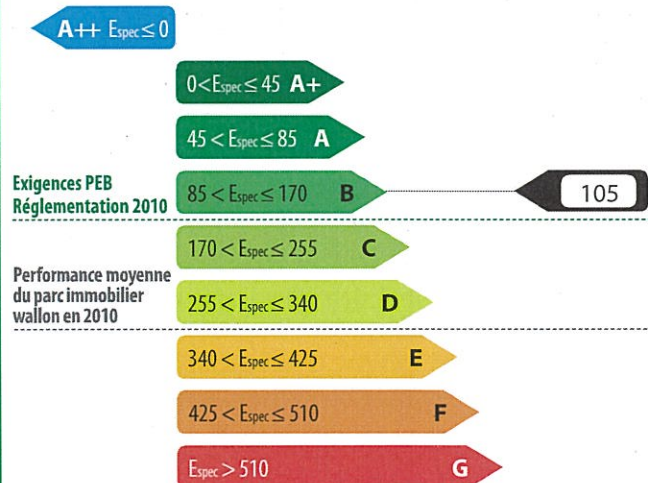 A++ Espec ≤ 0
0 < Espec ≤ 45 A+
45 < Espec ≤ 85 A
Exigences PEB
Réglementation 2010
85 < Espec ≤ 170 B
105
170 < Espec ≤ 255 C
Performance moyenne
du parc immobilier
wallon en 2010
255 < Espec ≤ 340 D
340 < Espec ≤ 425 E
425 < Espec ≤ 510 F
Espec > 510 G